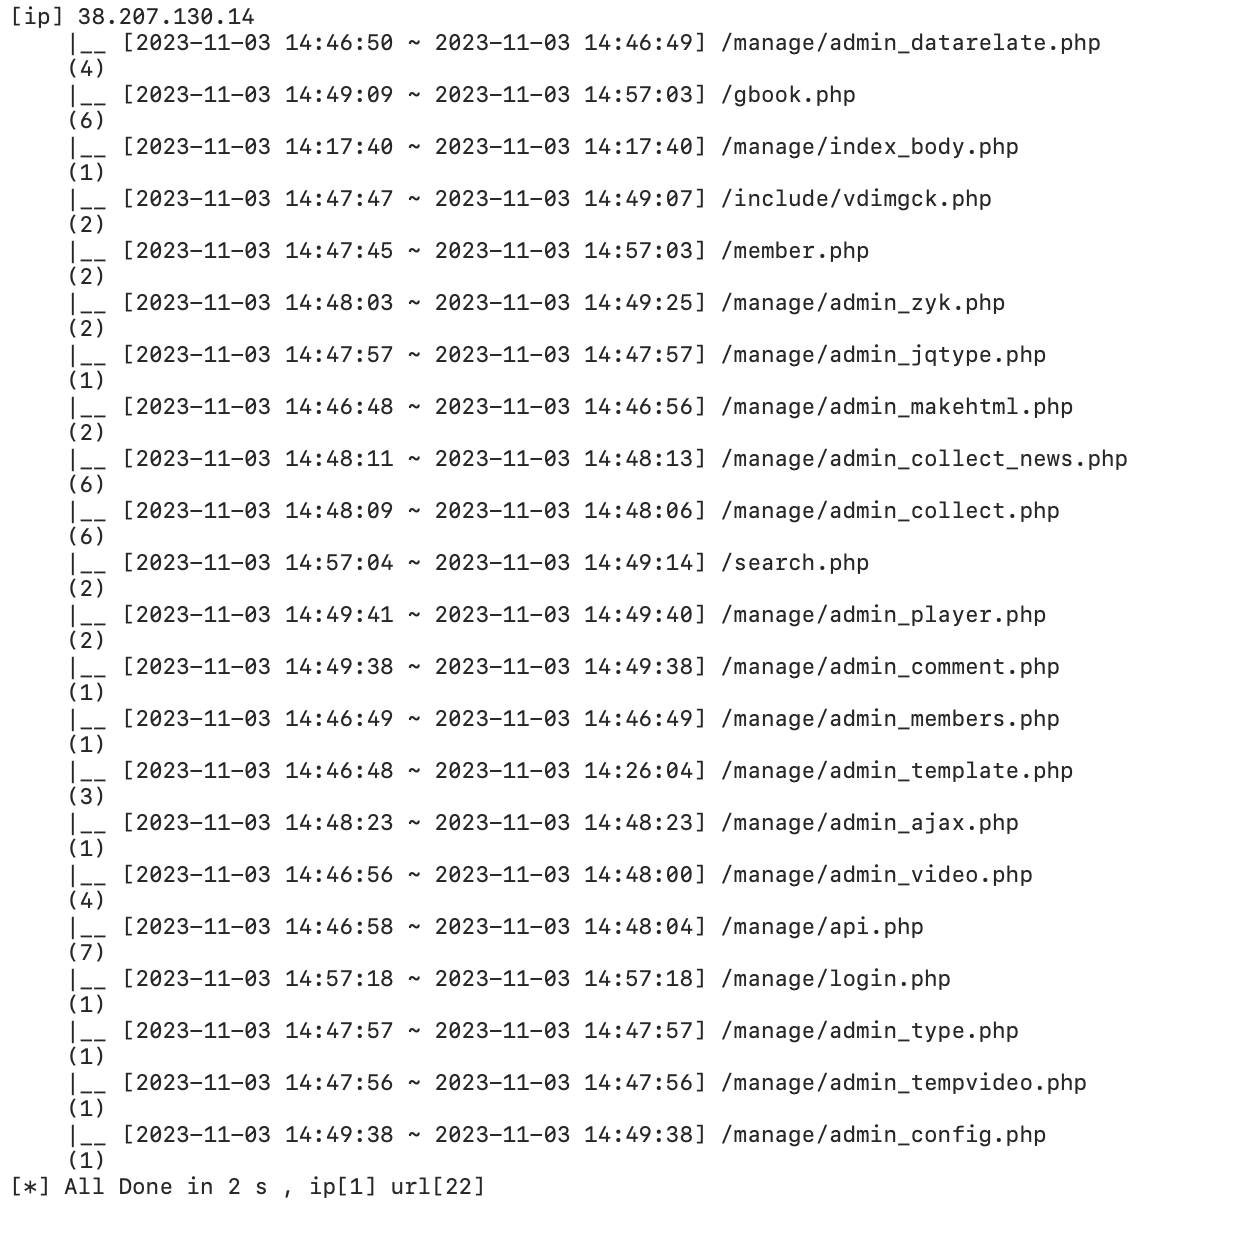 [ip] 38.207.130.14
|__ [2023-11-03 14:46:50 ~ 2023-11-03 14:46:49] /manage/admin_datarelate.php
(4)
|__ [2023-11-03 14:49:09 ~ 2023-11-03 14:57:03] /gbook.php
(6)
|__ [2023-11-03 14:17:40 ~ 2023-11-03 14:17:40] /manage/index_body.php
(1)
|__ [2023-11-03 14:47:47 ~ 2023-11-03 14:49:07] /include/vdimgck.php
(2)
|__ [2023-11-03 14:47:45 ~ 2023-11-03 14:57:03] /member.php
(2)
|__ [2023-11-03 14:48:03 ~ 2023-11-03 14:49:25] /manage/admin_zyk.php
(2)
|__ [2023-11-03 14:47:57 ~ 2023-11-03 14:47:57] /manage/admin_jqtype.php
(1)
|__ [2023-11-03 14:46:48 ~ 2023-11-03 14:46:56] /manage/admin_makehtml.php
(2)
|__ [2023-11-03 14:48:11 ~ 2023-11-03 14:48:13] /manage/admin_collect_news.php
(6)
|__ [2023-11-03 14:48:09 ~ 2023-11-03 14:48:06] /manage/admin_collect.php
(6)
|__ [2023-11-03 14:57:04 ~ 2023-11-03 14:49:14] /search.php
(2)
|__ [2023-11-03 14:49:41 ~ 2023-11-03 14:49:40] /manage/admin_player.php
(2)
|__ [2023-11-03 14:49:38 ~ 2023-11-03 14:49:38] /manage/admin_comment.php
(1)
|__ [2023-11-03 14:46:49 ~ 2023-11-03 14:46:49] /manage/admin_members.php
(1)
|__ [2023-11-03 14:46:48 ~ 2023-11-03 14:26:04] /manage/admin_template.php
(3)
|__ [2023-11-03 14:48:23 ~ 2023-11-03 14:48:23] /manage/admin_ajax.php
(1)
|__ [2023-11-03 14:46:56 ~ 2023-11-03 14:48:00] /manage/admin_video.php
(4)
|__ [2023-11-03 14:46:58 ~ 2023-11-03 14:48:04] /manage/api.php
(7)
|__ [2023-11-03 14:57:18 ~ 2023-11-03 14:57:18] /manage/login.php
(1)
|__ [2023-11-03 14:47:57 ~ 2023-11-03 14:47:57] /manage/admin_type.php
(1)
|__ [2023-11-03 14:47:56 ~ 2023-11-03 14:47:56] /manage/admin_tempvideo.php
(1)
|__ [2023-11-03 14:49:38 ~ 2023-11-03 14:49:38] /manage/admin_config.php
(1)
[*] All Done in 2 s , ip[1] url[22]